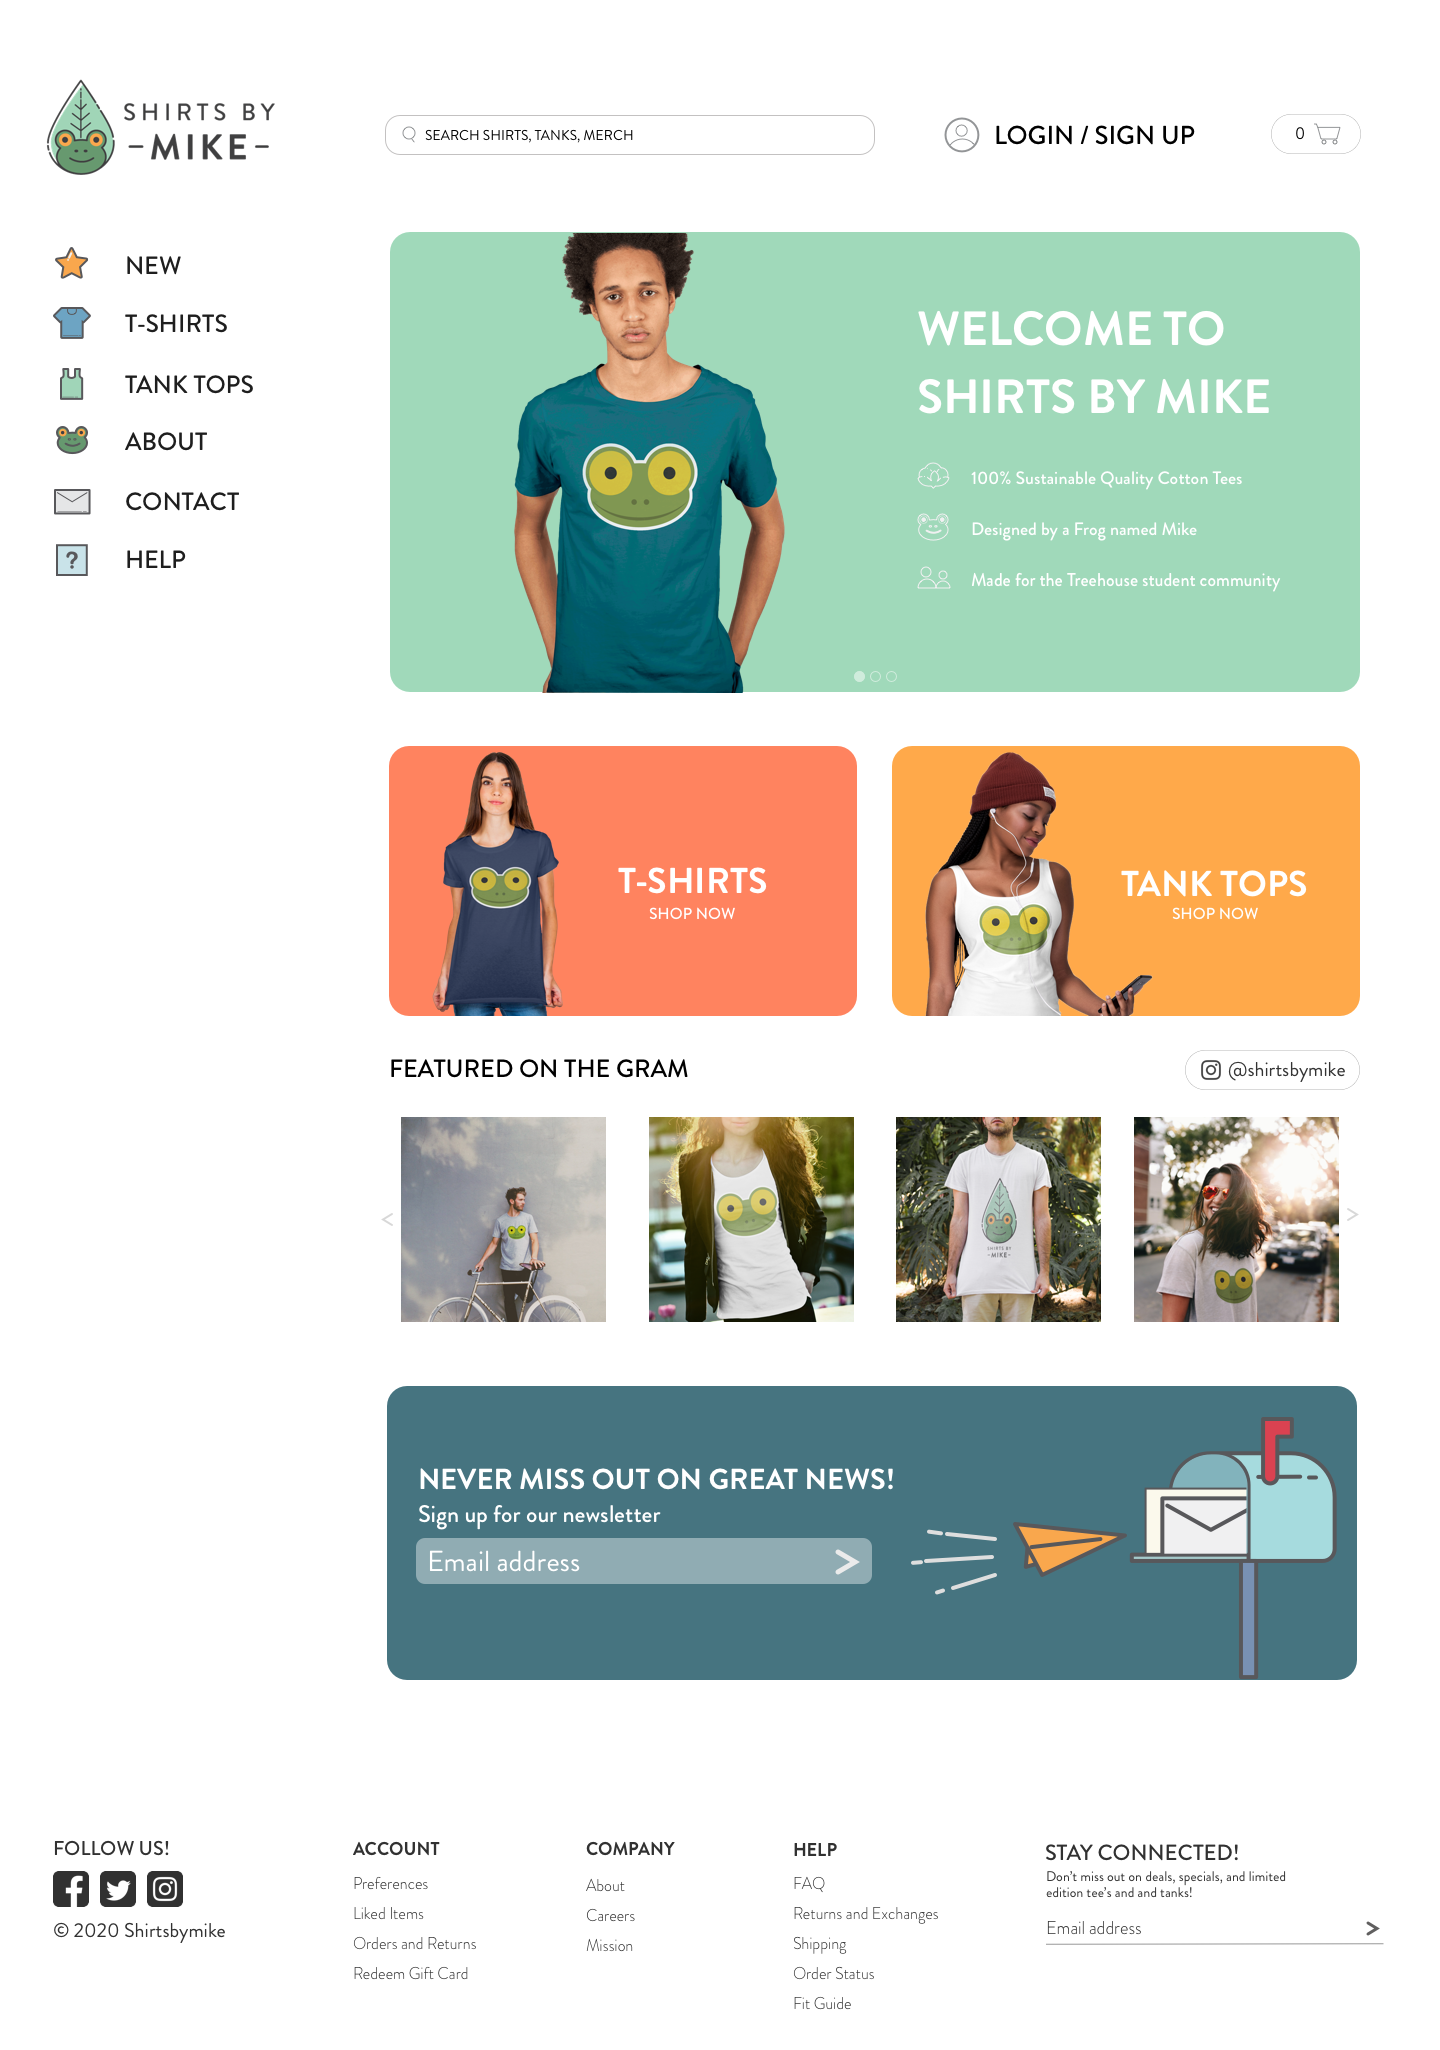 SHIRTS BY
-MIKE-
SEARCH SHIRTS, TANKS, MERCH
LOGIN / SIGN UP
0
NEW
T-SHIRTS
TANK TOPS
ABOUT
CONTACT
? HELP
WELCOME TO
SHIRTS BY MIKE
100% Sustainable Quality Cotton Tees
Designed by a Frog named Mike
Made for the Treehouse student community
T-SHIRTS
SHOP NOW
TANK TOPS
SHOP NOW
FEATURED ON THE GRAM
@shirtsbymike
<
SHIRTS BY
-MIKE-
>
NEVER MISS OUT ON GREAT NEWS!
Sign up for our newsletter
Email address >
FOLLOW US!
© 2020 Shirtsbymike
ACCOUNT
Preferences
Liked Items
Orders and Returns
Redeem Gift Card
COMPANY
About
Careers
Mission
HELP
FAQ
Returns and Exchanges
Shipping
Order Status
Fit Guide
STAY CONNECTED!
Don't miss out on deals, specials, and limited
edition tee's and and tanks!
Email address >